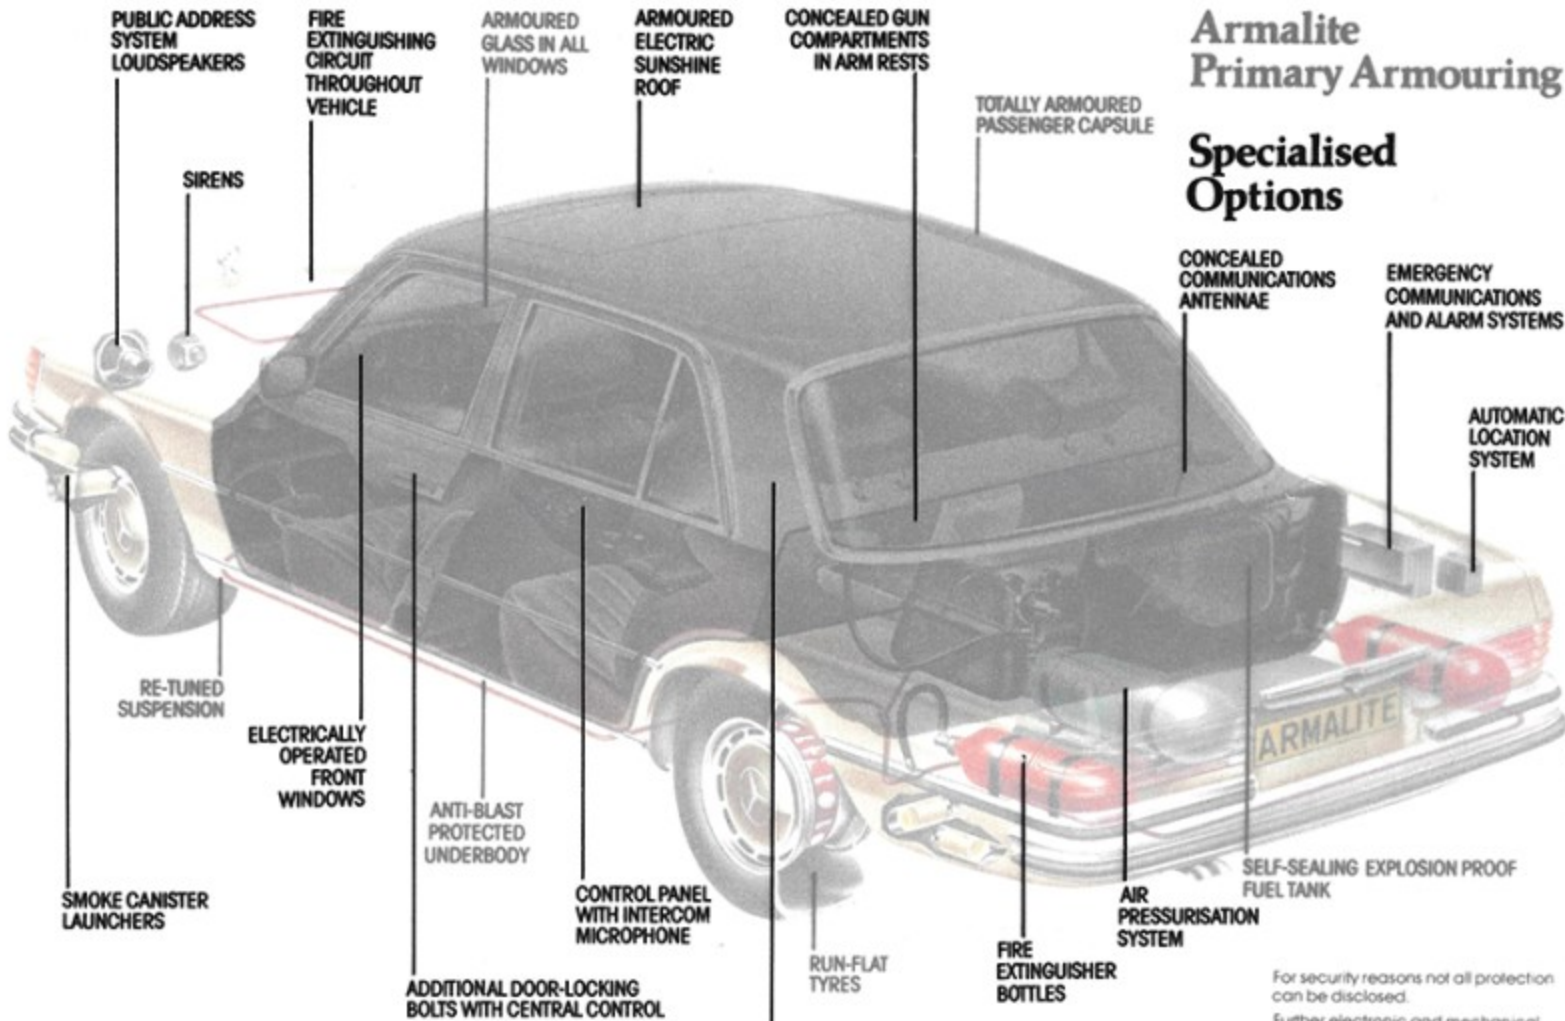 PUBLIC ADDRESS
SYSTEM
LOUDSPEAKERS
FIRE
EXTINGUISHING
CIRCUIT
THROUGHOUT
VEHICLE
ARMOURED
GLASS IN ALL
WINDOWS
ARMOURED
ELECTRIC
SUNSHINE
ROOF
CONCEALED GUN
COMPARTMENTS
IN ARM RESTS
Armalite
Primary Armouring
TOTALLY ARMOURED
PASSENGER CAPSULE
Specialised
Options
SIRENS
CONCEALED
COMMUNICATIONS
ANTENNAE
EMERGENCY
COMMUNICATIONS
AND ALARM SYSTEMS
AUTOMATIC
LOCATION
SYSTEM
RE-TUNED
SUSPENSION
ELECTRICALLY
OPERATED
FRONT
WINDOWS
ARMALITE
ANTI-BLAST
PROTECTED
UNDERBODY
SMOKE CANISTER
LAUNCHERS
CONTROL PANEL
WITH INTERCOM
MICROPHONE
SELF-SEALING EXPLOSION PROOF
FUEL TANK
AIR
PRESSURISATION
SYSTEM
RUN-FLAT
TYRES
FIRE
EXTINGUISHER
BOTTLES
ADDITIONAL DOOR-LOCKING
BOLTS WITH CENTRAL CONTROL
For security reasons not all protection
can be disclosed.
Further electronic and mechanical